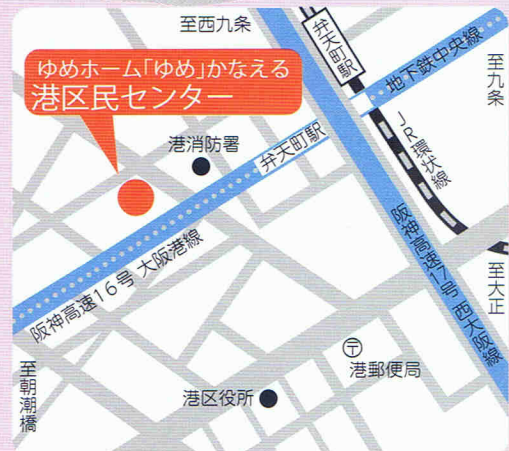 至西九条
弁天町駅
地下鉄中央線
至九条
ゆめホーム「ゆめ」かなえる
港区民センター
港消防署
弁天町駅
JR環状線
阪神高速16号 大阪港線
阪神高速17号 西大阪線
至大正
〒
港郵便局
至朝潮橋
港区役所